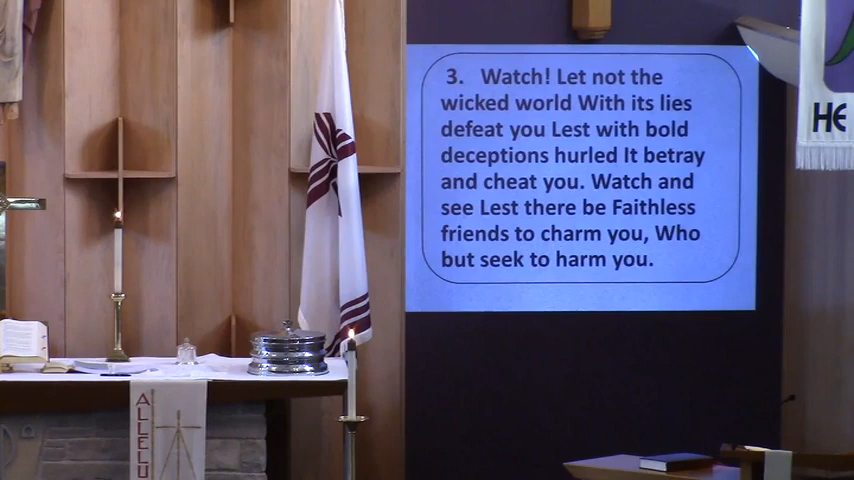 3. Watch! Let not the
wicked world With its lies
defeat you Lest with bold
deceptions hurled It betray
and cheat you. Watch and
see Lest there be Faithless
friends to charm you, Who
but seek to harm you.
HE
ALLELU